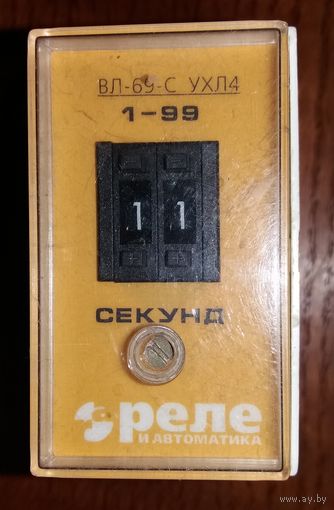 ВЛ-69-С УХЛ4
1-99
1 1
СЕКУНД
реле
И АВТОМАТИКА
www.ay.by